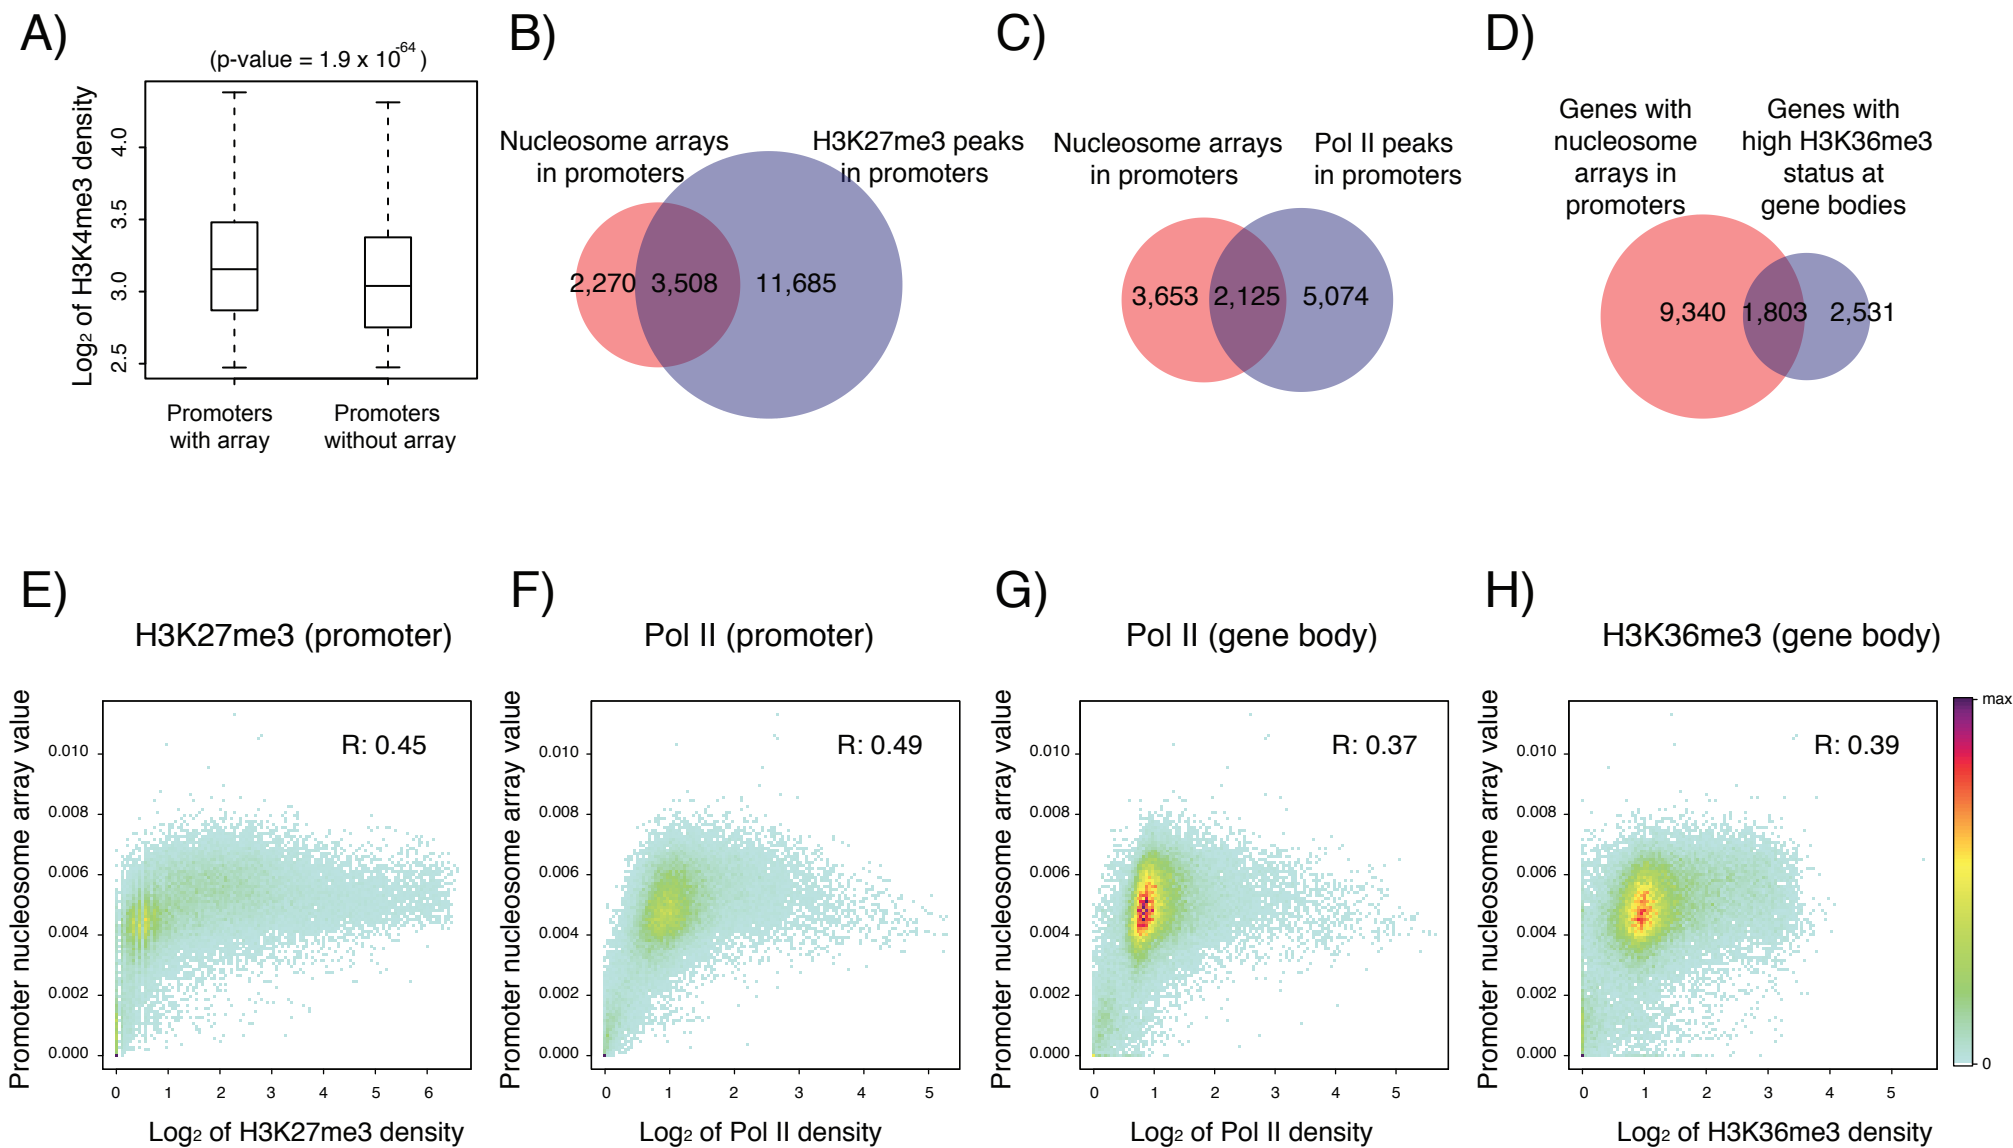 A)
(p-value = 1.9 x 10-64)
Log2 of H3K4me3 density
4.0
3.5
3.0
2.5
Promoters
with array
Promoters
without array
B)
Nucleosome arrays
in promoters
H3K27me3 peaks
in promoters
2,270
3,508
11,685
C)
Nucleosome arrays
in promoters
Pol II peaks
in promoters
3,653
2,125
5,074
D)
Genes with
nucleosome
arrays in
promoters
Genes with
high H3K36me3
status at
gene bodies
9,340
1,803
2,531
E)
H3K27me3 (promoter)
Promoter nucleosome array value
R: 0.45
0.010
0.008
0.006
0.004
0.002
0.000
0 1 2 3 4 5 6
Log2 of H3K27me3 density
F)
Pol II (promoter)
Promoter nucleosome array value
R: 0.49
0.010
0.008
0.006
0.004
0.002
0.000
0 1 2 3 4 5
Log2 of Pol II density
G)
Pol II (gene body)
Promoter nucleosome array value
R: 0.37
0.010
0.008
0.006
0.004
0.002
0.000
0 1 2 3 4 5
Log2 of Pol II density
H)
H3K36me3 (gene body)
Promoter nucleosome array value
R: 0.39
0.010
0.008
0.006
0.004
0.002
0.000
0 1 2 3 4 5
Log2 of H3K36me3 density
max
0